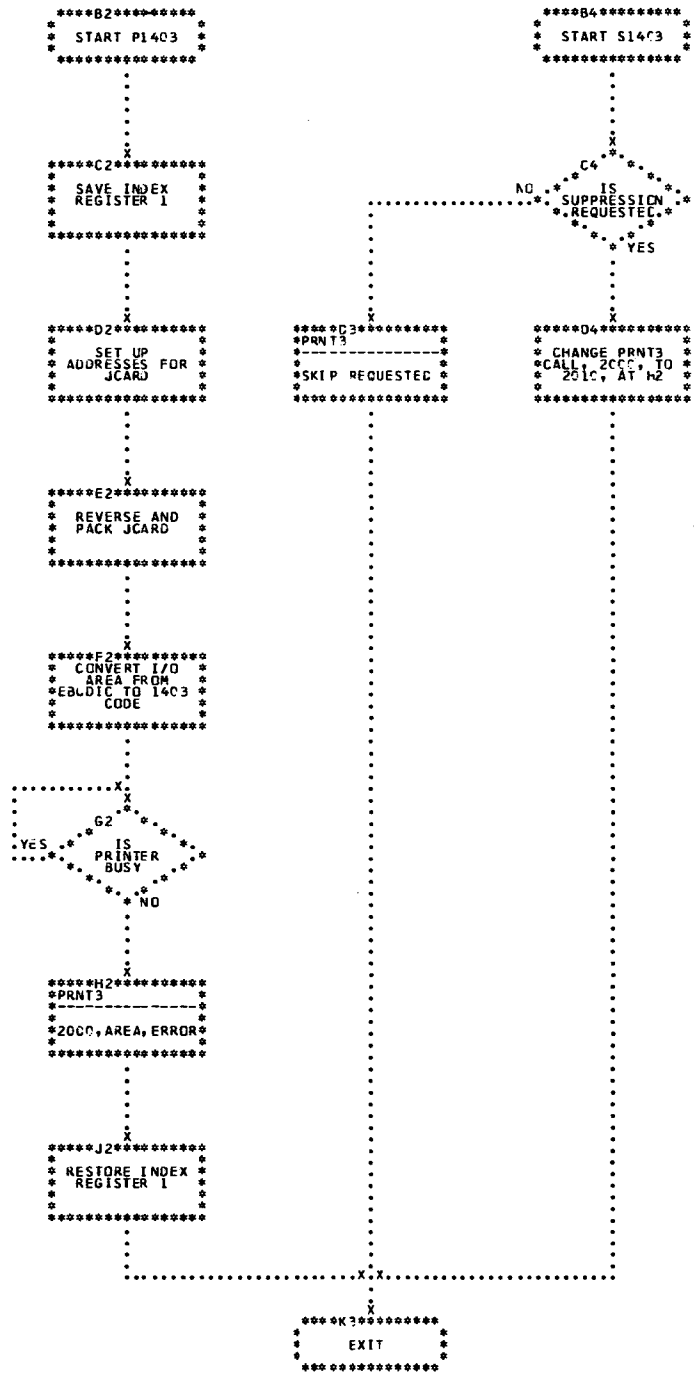 B2
START P1403
C2
SAVE INDEX
REGISTER 1
D2
SET UP
ADDRESSES FOR
JCARD
E2
REVERSE AND
PACK JCARD
F2
CONVERT I/O
AREA FROM
EBCDIC TO 1403
CODE
G2
YES
IS
PRINTER
BUSY
NO
H2
PRNT3
2000,AREA,ERROR
J2
RESTORE INDEX
REGISTER 1
B4
START S1403
C4
NO
IS
SUPPRESSION
REQUESTED
YES
D3
PRNT3
SKIP REQUESTED
D4
CHANGE PRNT3
CALL, 2000, TO
2010, AT H2
K3
EXIT